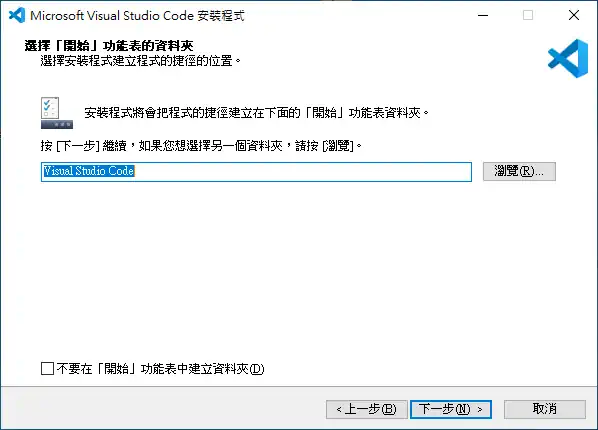 Microsoft Visual Studio Code 安裝程式
選擇「開始」功能表的資料夾
選擇安裝程式建立程式的捷徑的位置。
安裝程式將會把程式的捷徑建立在下面的「開始」功能表資料夾。
按 [下一步] 繼續，如果您想選擇另一個資料夾，請按 [瀏覽]。
Visual Studio Code 瀏覽(R)...
不要在「開始」功能表中建立資料夾(D)
< 上一步(B) 下一步(N) > 取消